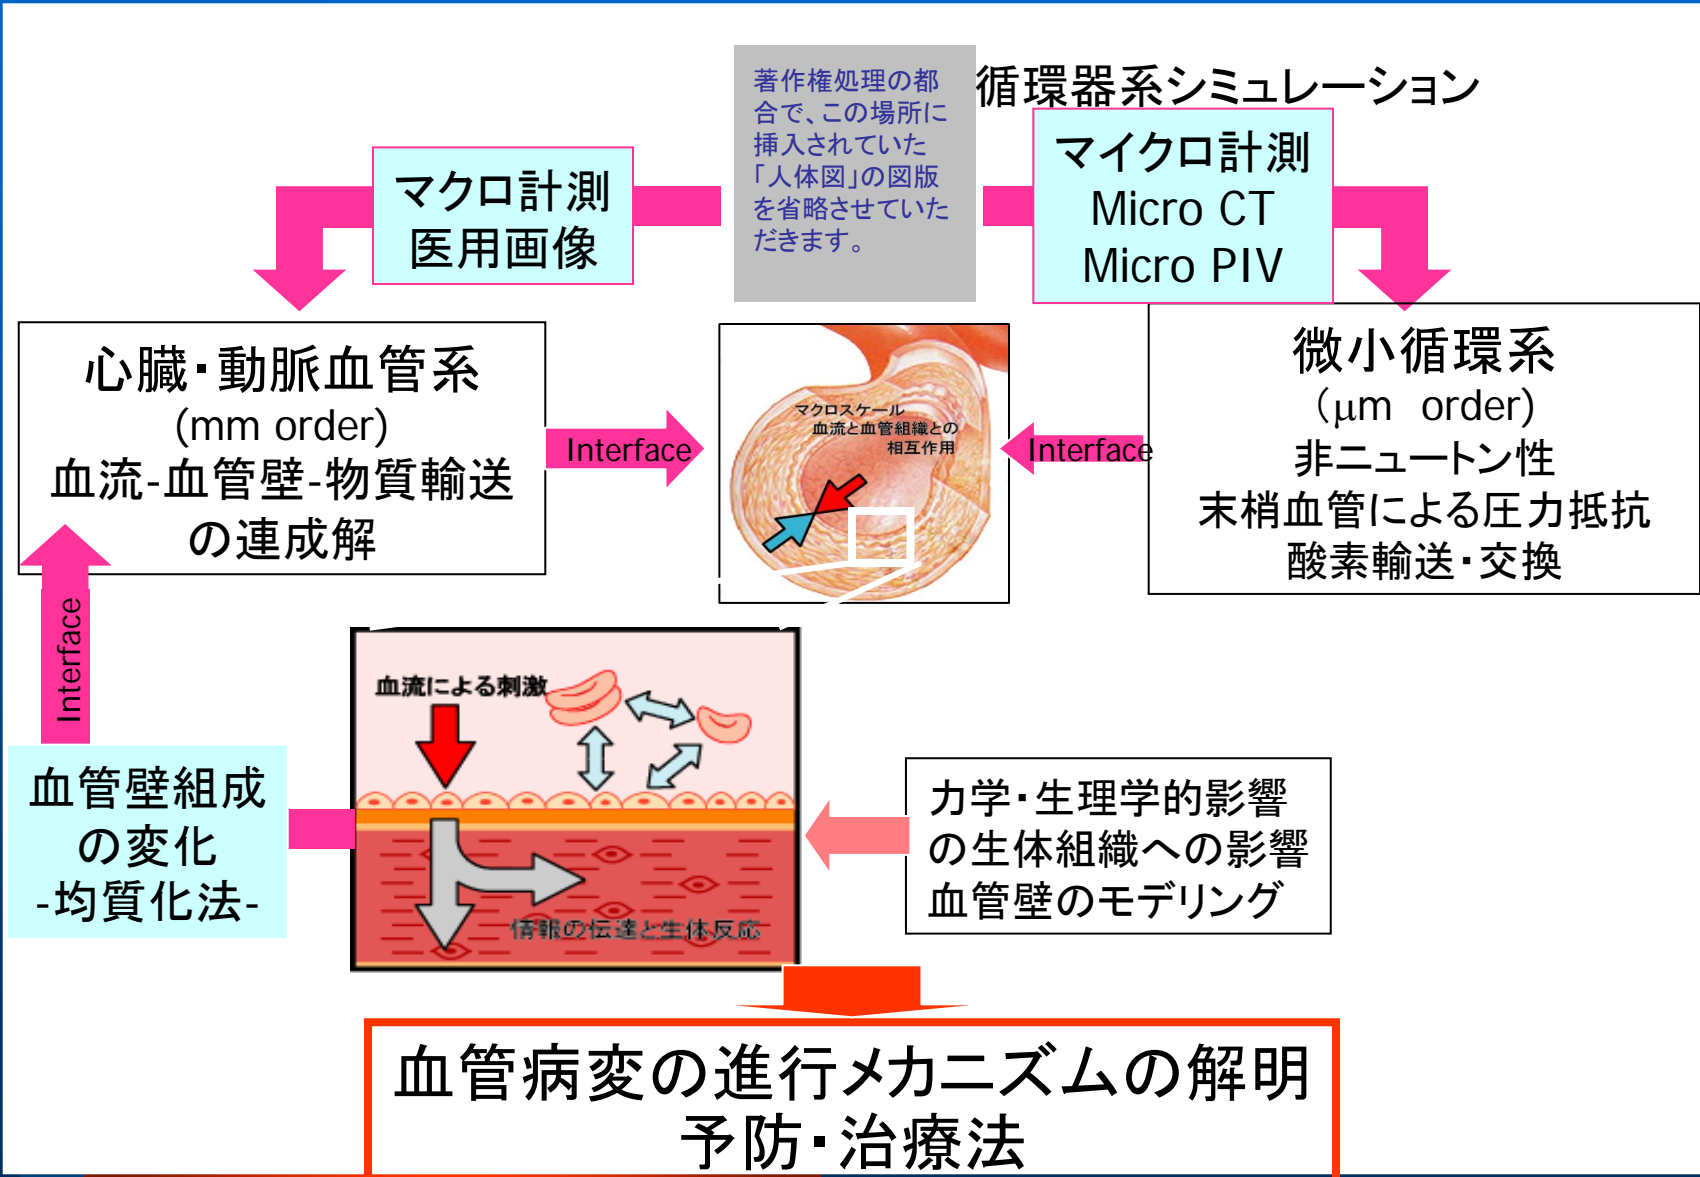 循環器系シミュレーション
著作権処理の都
合で、この場所に
挿入されていた
「人体図」の図版
を省略させていた
だきます。
マクロ計測
医用画像
マイクロ計測
Micro CT
Micro PIV
心臓・動脈血管系
(mm order)
血流-血管壁-物質輸送
の連成解
Interface
マクロスケール
血流と血管組織との
相互作用
Interface
微小循環系
(μm order)
非ニュートン性
末梢血管による圧力抵抗
酸素輸送・交換
Interface
血流による刺激
情報の伝達と生体反応
血管壁組成
の変化
-均質化法-
力学・生理学的影響
の生体組織への影響
血管壁のモデリング
血管病変の進行メカニズムの解明
予防・治療法